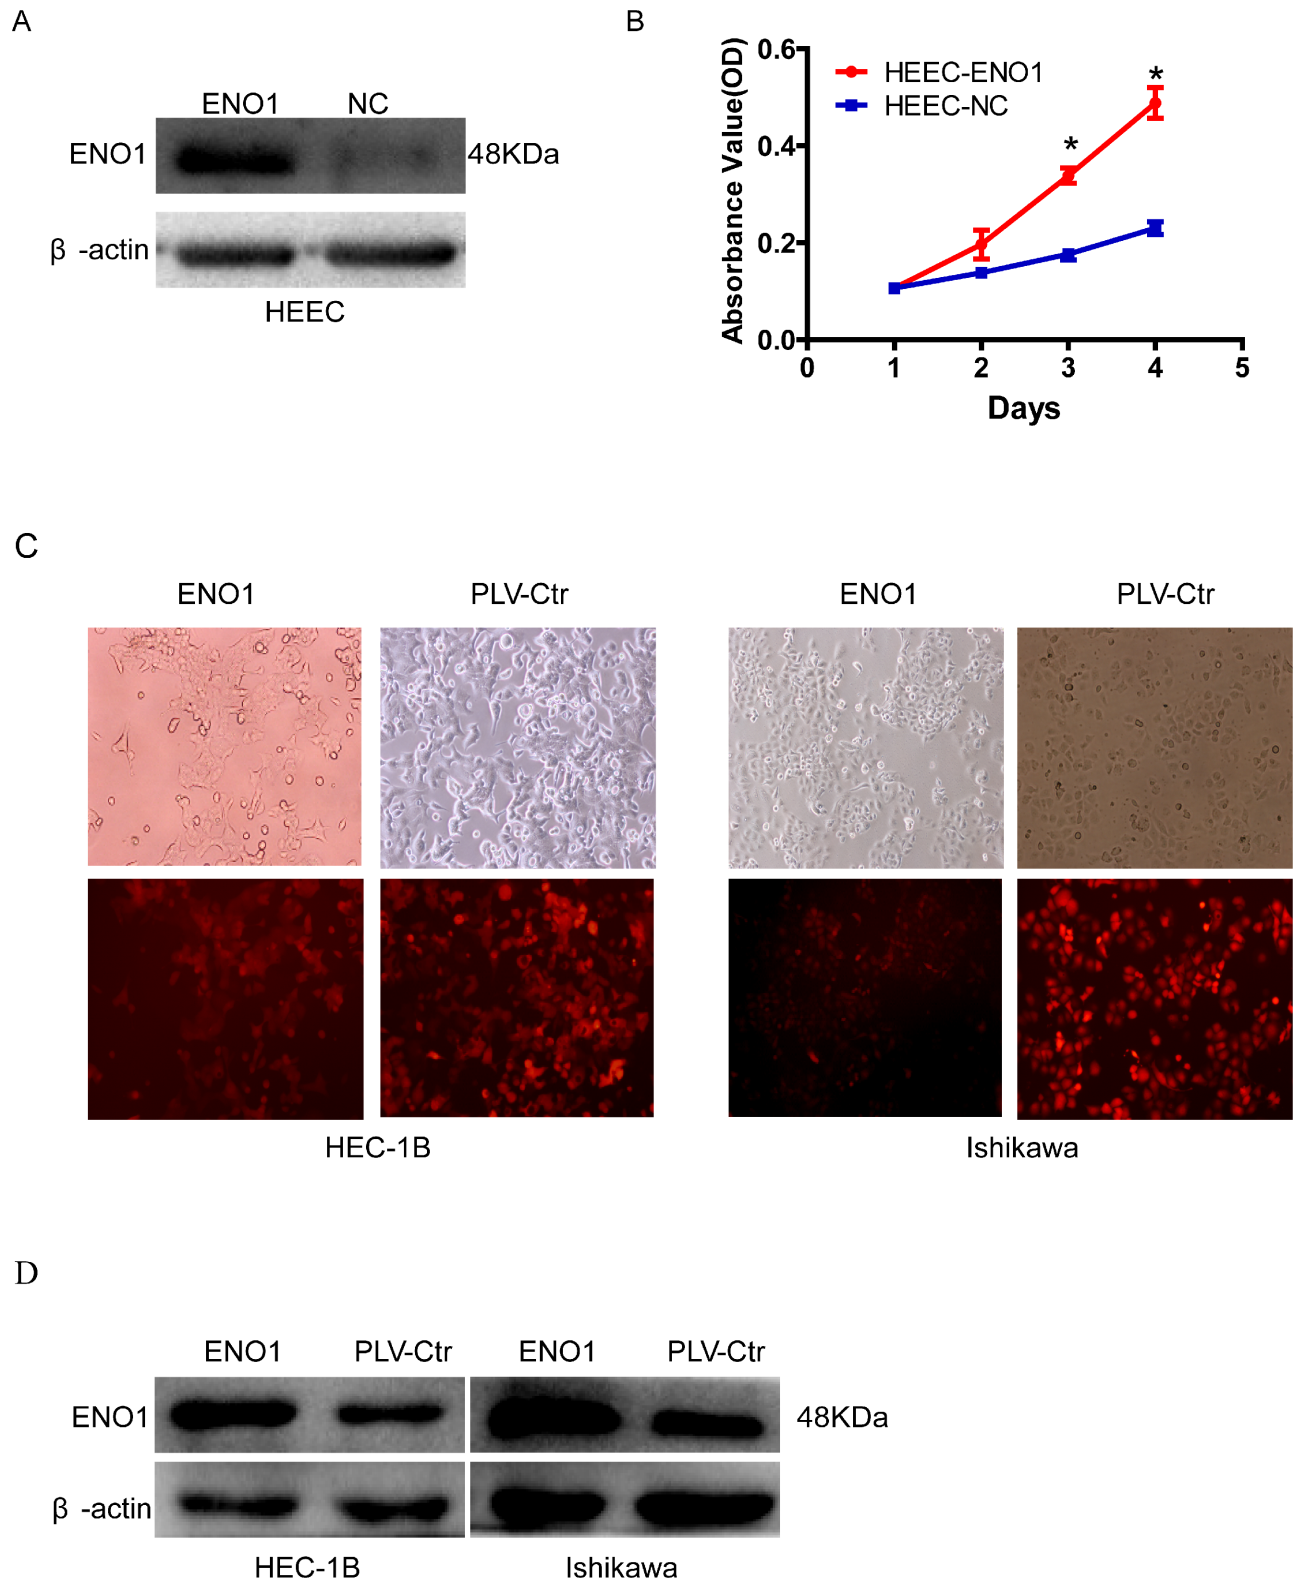 A
ENO1 NC
ENO1 48KDa
β -actin
HEEC
B
Absorbance Value(OD)
0.6
0.4
0.2
0.0
HEEC-ENO1
HEEC-NC
*
*
0 1 2 3 4 5
Days
C
ENO1 PLV-Ctr ENO1 PLV-Ctr
HEC-1B Ishikawa
D
ENO1 PLV-Ctr ENO1 PLV-Ctr
ENO1 48KDa
β -actin
HEC-1B Ishikawa